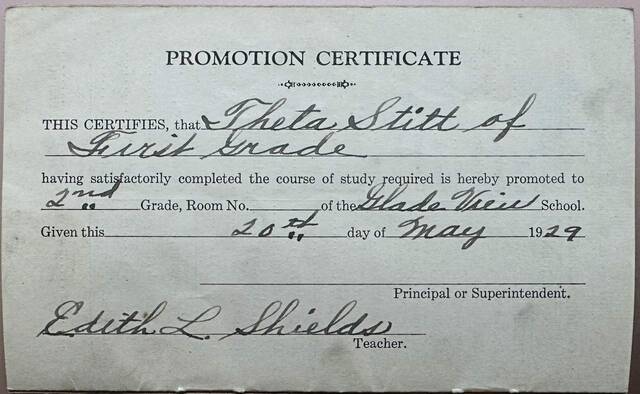 PROMOTION CERTIFICATE
THIS CERTIFIES, that Theta Stitt of
First Grade
having satisfactorily completed the course of study required is hereby promoted to
2nd Grade, Room No. of the Glade View School.
Given this 20th day of May 1929
Principal or Superintendent.
Edith L. Shields
Teacher.